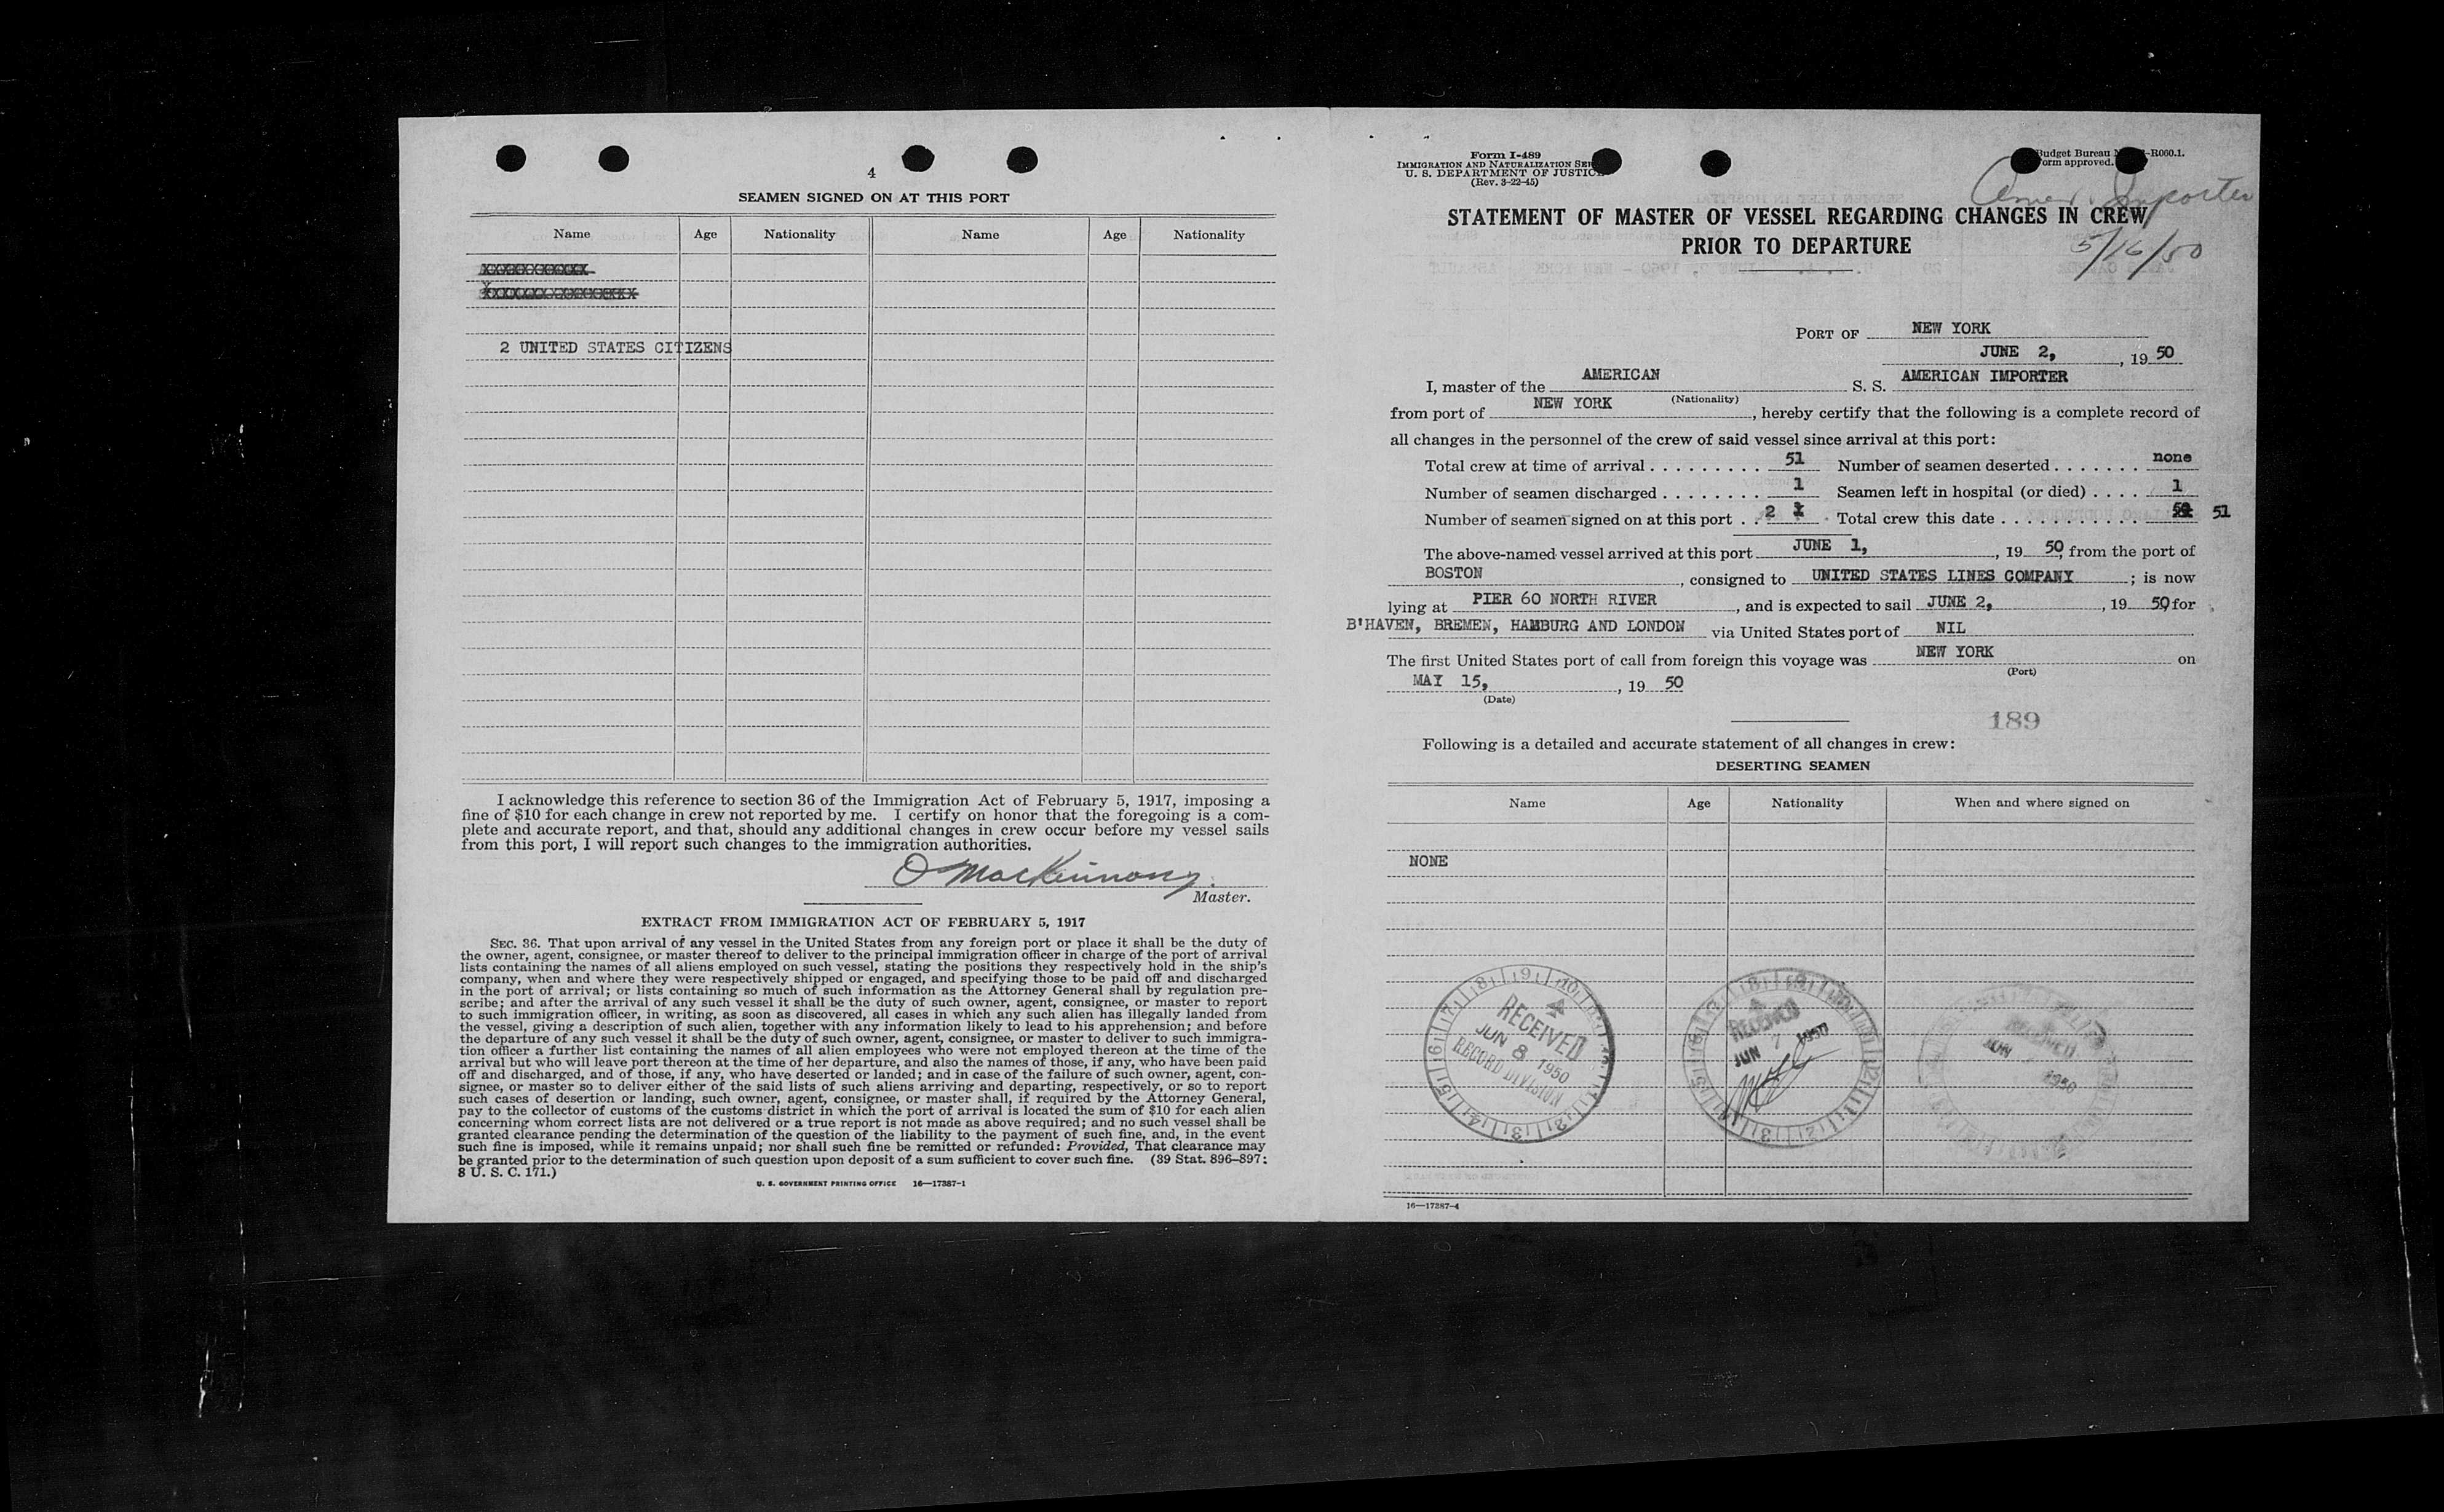 4
SEAMEN SIGNED ON AT THIS PORT
Name Age Nationality Name Age Nationality
2 UNITED STATES CITIZENS
I acknowledge this reference to section 36 of the Immigration Act of February 5, 1917, imposing a
fine of $10 for each change in crew not reported by me. I certify on honor that the foregoing is a com-
plete and accurate report, and that, should any additional changes in crew occur before my vessel sails
from this port, I will report such changes to the immigration authorities.
O MacKinnon
Master.
EXTRACT FROM IMMIGRATION ACT OF FEBRUARY 5, 1917
SEC. 36. That upon arrival of any vessel in the United States from any foreign port or place it shall be the duty of
the owner, agent, consignee, or master thereof to deliver to the principal immigration officer in charge of the port of arrival
lists containing the names of all aliens employed on such vessel, stating the positions they respectively hold in the ship's
company, when and where they were respectively shipped or engaged, and specifying those to be paid off and discharged
in the port of arrival; or lists containing so much of such information as the Attorney General shall by regulation pre-
scribe; and after the arrival of any such vessel it shall be the duty of such owner, agent, consignee, or master to report
to such immigration officer, in writing, as soon as discovered, all cases in which any such alien has illegally landed from
the vessel, giving a description of such alien, together with any information likely to lead to his apprehension; and before
the departure of any such vessel it shall be the duty of such owner, agent, consignee, or master to deliver to such immigra-
tion officer a further list containing the names of all alien employees who were not employed thereon at the time of the
arrival but who will leave port thereon at the time of her departure, and also the names of those, if any, who have been paid
off and discharged, and of those, if any, who have deserted or landed; and in case of the failure of such owner, agent, con-
signee, or master so to deliver either of the said lists of such aliens arriving and departing, respectively, or so to report
such cases of desertion or landing, such owner, agent, consignee, or master shall, if required by the Attorney General,
pay to the collector of customs of the customs district in which the port of arrival is located the sum of $10 for each alien
concerning whom correct lists are not delivered or a true report is not made as above required; and no such vessel shall be
granted clearance pending the determination of the question of the liability to the payment of such fine, and, in the event
such fine is imposed, while it remains unpaid; nor shall such fine be remitted or refunded: Provided, That clearance may
be granted prior to the determination of such question upon deposit of a sum sufficient to cover such fine. (39 Stat. 896–897;
8 U. S. C. 171.)
U. S. GOVERNMENT PRINTING OFFICE 16—17387-1
Form I-489
IMMIGRATION AND NATURALIZATION SER
U. S. DEPARTMENT OF JUSTIC
(Rev. 3-22-45)
Budget Bureau N -R060.1.
orm approved.
Amer. Importer
5/16/50
STATEMENT OF MASTER OF VESSEL REGARDING CHANGES IN CREW
PRIOR TO DEPARTURE
PORT OF NEW YORK
JUNE 2, , 19 50
I, master of the AMERICAN S. S. AMERICAN IMPORTER
(Nationality)
from port of NEW YORK , hereby certify that the following is a complete record of
all changes in the personnel of the crew of said vessel since arrival at this port:
Total crew at time of arrival . . . . . . . . . 51 Number of seamen deserted . . . . . . . none
Number of seamen discharged . . . . . . . . 1 Seamen left in hospital (or died) . . . . 1
Number of seamen signed on at this port . . 2 Total crew this date . . . . . . . . . . . 51
The above-named vessel arrived at this port JUNE 1, , 19 50, from the port of
BOSTON , consigned to UNITED STATES LINES COMPANY ; is now
lying at PIER 60 NORTH RIVER , and is expected to sail JUNE 2, , 19 50 for
B'HAVEN, BREMEN, HAMBURG AND LONDON via United States port of NIL
The first United States port of call from foreign this voyage was NEW YORK on
(Port)
MAY 15, , 19 50
(Date)
189
Following is a detailed and accurate statement of all changes in crew:
DESERTING SEAMEN
Name Age Nationality When and where signed on
NONE
RECEIVED
JUN 8 1950
RECORD DIVISION
RECEIVED
JUN 7 1950
RECEIVED
JUN 1950
16—17387-4